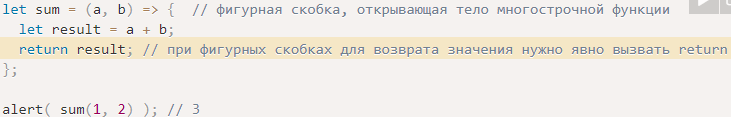 let sum = (a, b) => {  // фигурная скобка, открывающая тело многострочной функции
  let result = a + b;
  return result; // при фигурных скобках для возврата значения нужно явно вызвать return
};

alert( sum(1, 2) ); // 3